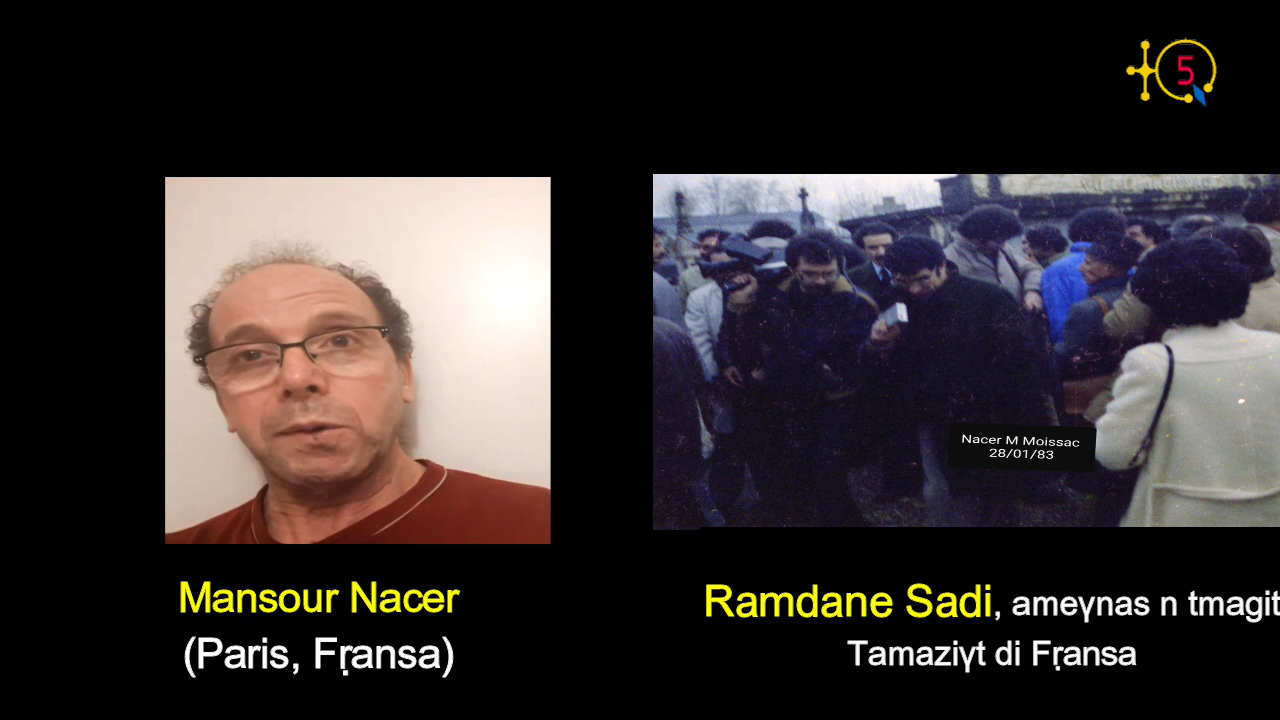 5
Nacer M Moissac
28/01/83
Mansour Nacer
(Paris, Fṛansa)
Ramdane Sadi, ameɣnas n tmagit
Tamaziɣt di Fṛansa